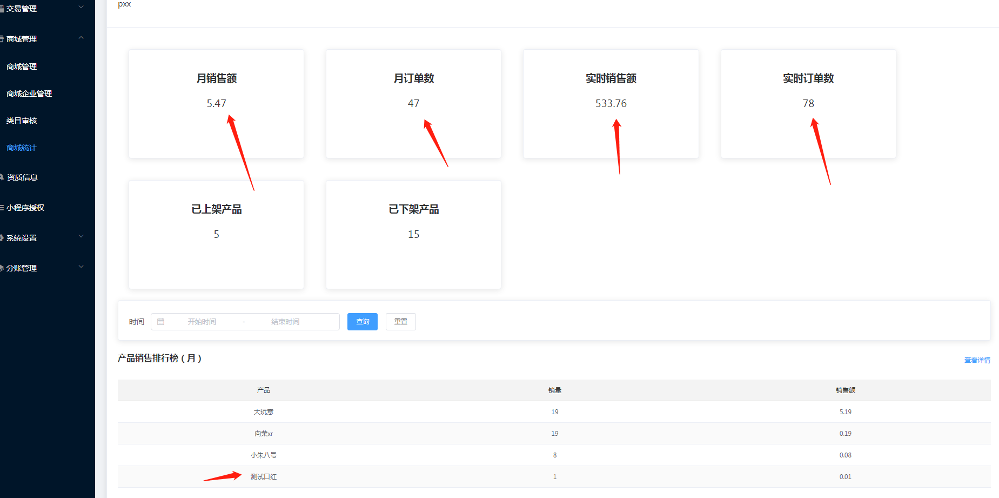 交易管理
商城管理
商城管理
商城企业管理
类目审核
商城统计
资质信息
小程序授权
系统设置
分账管理
pxx
月销售额
5.47
月订单数
47
实时销售额
533.76
实时订单数
78
已上架产品
5
已下架产品
15
时间 开始时间 - 结束时间 查询 重置
产品销售排行榜（月） 查看详情
产品 销量 销售额
大玩意 19 5.19
向荣xr 19 0.19
小朱八号 8 0.08
测试口红 1 0.01